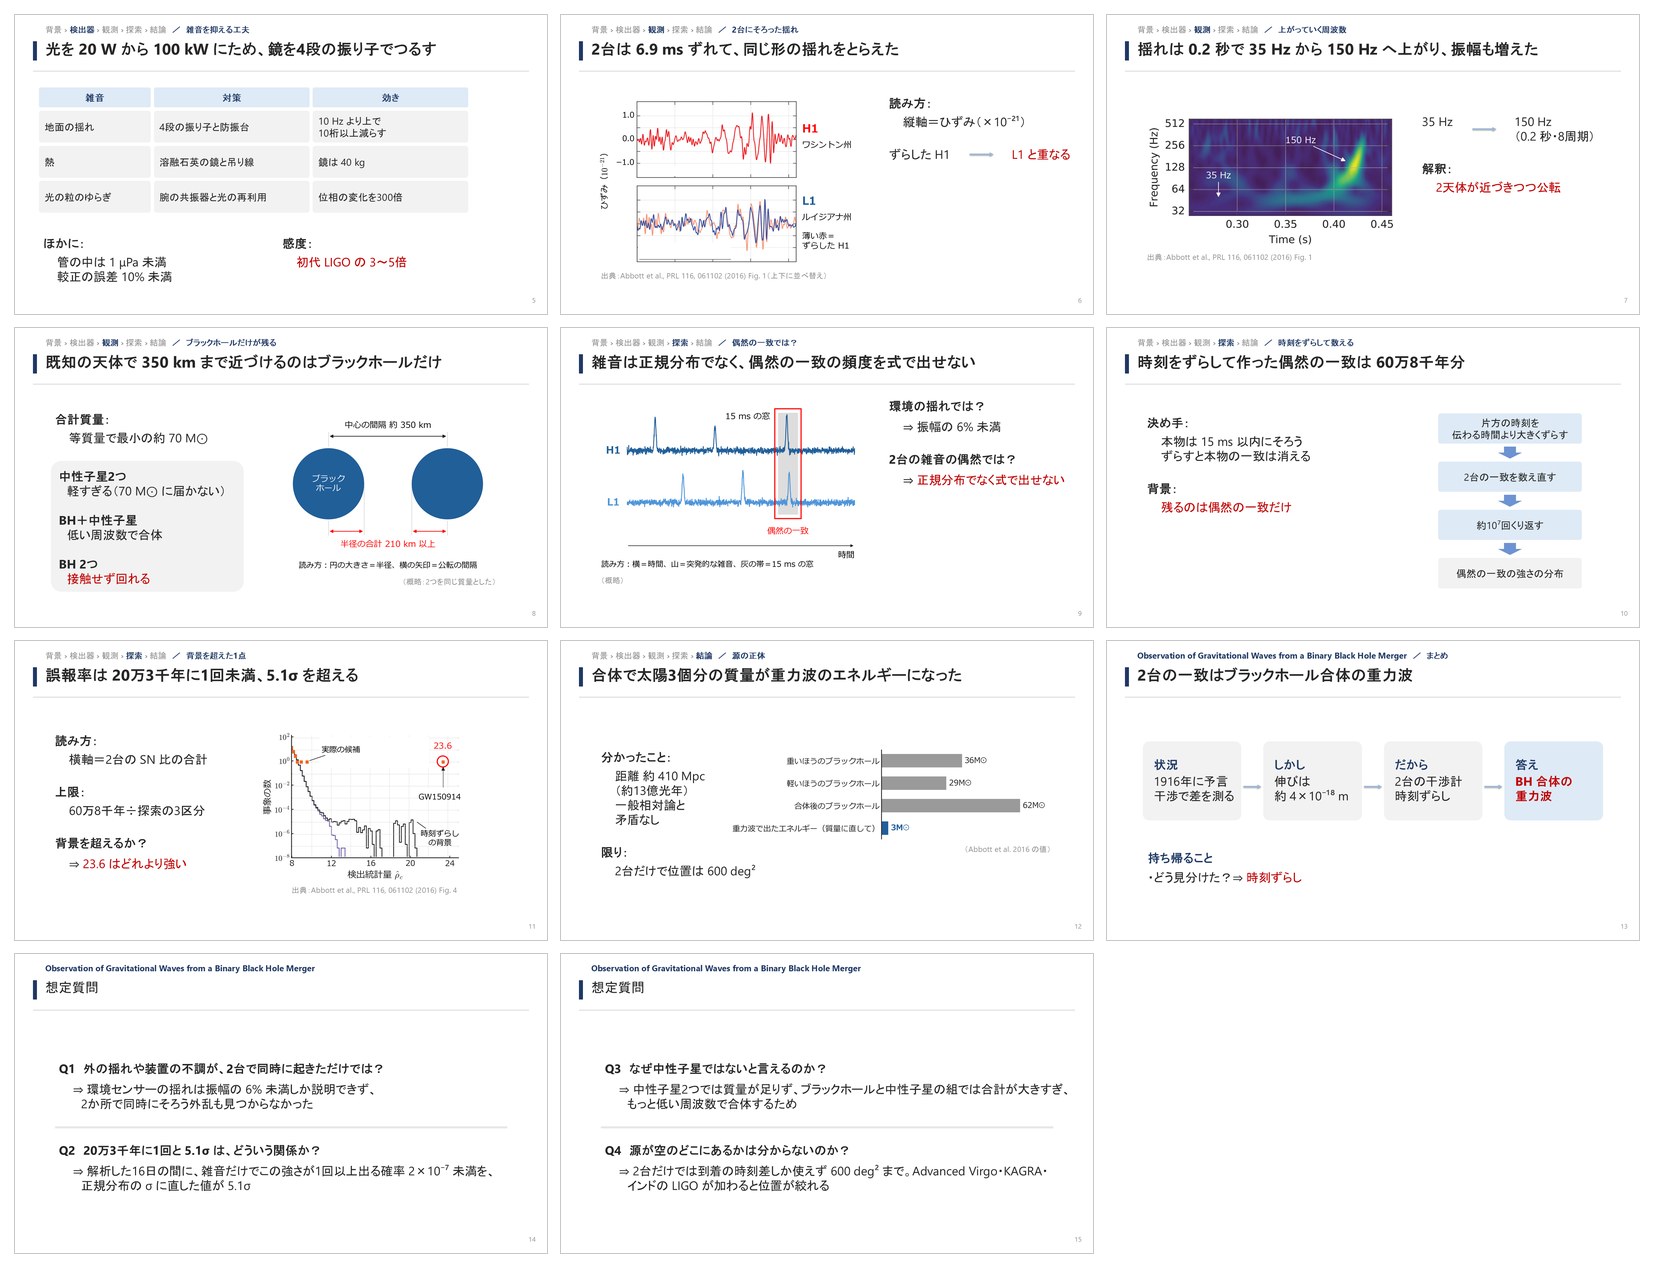 背景 › 検出器 › 観測 › 探索 › 結論 ／ 雑音を抑える工夫
光を 20 W から 100 kW にため、鏡を4段の振り子でつるす
雑音 対策 効き
地面の揺れ 4段の振り子と防振台 10 Hz より上で
10桁以上減らす
熱 溶融石英の鏡と吊り線 鏡は 40 kg
光の粒のゆらぎ 腕の共振器と光の再利用 位相の変化を300倍
ほかに：
管の中は 1 µPa 未満
較正の誤差 10% 未満
感度：
初代 LIGO の 3～5倍
5
背景 › 検出器 › 観測 › 探索 › 結論 ／ 2台にそろった揺れ
2台は 6.9 ms ずれて、同じ形の揺れをとらえた
ひずみ (10⁻²¹)
1.0
0.0
−1.0
H1
ワシントン州
L1
ルイジアナ州
薄い赤＝
ずらした H1
出典：Abbott et al., PRL 116, 061102 (2016) Fig. 1（上下に並べ替え）
読み方：
縦軸＝ひずみ（×10⁻²¹）
ずらした H1 L1 と重なる
6
背景 › 検出器 › 観測 › 探索 › 結論 ／ 上がっていく周波数
揺れは 0.2 秒で 35 Hz から 150 Hz へ上がり、振幅も増えた
Frequency (Hz)
512
256
128
64
32
150 Hz
35 Hz
0.30 0.35 0.40 0.45
Time (s)
出典：Abbott et al., PRL 116, 061102 (2016) Fig. 1
35 Hz 150 Hz
（0.2 秒・8周期）
解釈：
2天体が近づきつつ公転
7
背景 › 検出器 › 観測 › 探索 › 結論 ／ ブラックホールだけが残る
既知の天体で 350 km まで近づけるのはブラックホールだけ
合計質量：
等質量で最小の約 70 M⊙
中性子星2つ
軽すぎる（70 M⊙ に届かない）
BH＋中性子星
低い周波数で合体
BH 2つ
接触せず回れる
中心の間隔 約 350 km
ブラック
ホール
半径の合計 210 km 以上
読み方：円の大きさ＝半径、横の矢印＝公転の間隔
（概略：2つを同じ質量とした）
8
背景 › 検出器 › 観測 › 探索 › 結論 ／ 偶然の一致では？
雑音は正規分布でなく、偶然の一致の頻度を式で出せない
15 ms の窓
H1
L1
偶然の一致
時間
読み方：横＝時間、山＝突発的な雑音、灰の帯＝15 ms の窓
（概略）
環境の揺れでは？
⇒ 振幅の 6% 未満
2台の雑音の偶然では？
⇒ 正規分布でなく式で出せない
9
背景 › 検出器 › 観測 › 探索 › 結論 ／ 時刻をずらして数える
時刻をずらして作った偶然の一致は 60万8千年分
決め手：
本物は 15 ms 以内にそろう
ずらすと本物の一致は消える
背景：
残るのは偶然の一致だけ
片方の時刻を
伝わる時間より大きくずらす
2台の一致を数え直す
約10⁷回くり返す
偶然の一致の強さの分布
10
背景 › 検出器 › 観測 › 探索 › 結論 ／ 背景を超えた1点
誤報率は 20万3千年に1回未満、5.1σ を超える
読み方：
横軸＝2台の SN 比の合計
上限：
60万8千年÷探索の3区分
背景を超えるか？
⇒ 23.6 はどれより強い
事象の数
10²
10⁰
10⁻²
10⁻⁴
10⁻⁶
10⁻⁸
実際の候補
23.6
GW150914
時刻ずらし
の背景
8 12 16 20 24
検出統計量 ρ̂c
出典：Abbott et al., PRL 116, 061102 (2016) Fig. 4
11
背景 › 検出器 › 観測 › 探索 › 結論 ／ 源の正体
合体で太陽3個分の質量が重力波のエネルギーになった
分かったこと：
距離 約 410 Mpc
（約13億光年）
一般相対論と
矛盾なし
限り：
2台だけで位置は 600 deg²
重いほうのブラックホール 36M⊙
軽いほうのブラックホール 29M⊙
合体後のブラックホール 62M⊙
重力波で出たエネルギー（質量に直して） 3M⊙
（Abbott et al. 2016 の値）
12
Observation of Gravitational Waves from a Binary Black Hole Merger ／ まとめ
2台の一致はブラックホール合体の重力波
状況
1916年に予言
干渉で差を測る
しかし
伸びは
約 4×10⁻¹⁸ m
だから
2台の干渉計
時刻ずらし
答え
BH 合体の
重力波
持ち帰ること
・どう見分けた？⇒ 時刻ずらし
13
Observation of Gravitational Waves from a Binary Black Hole Merger
想定質問
Q1 外の揺れや装置の不調が、2台で同時に起きただけでは？
⇒ 環境センサーの揺れは振幅の 6% 未満しか説明できず、
2か所で同時にそろう外乱も見つからなかった
Q2 20万3千年に1回と 5.1σ は、どういう関係か？
⇒ 解析した16日の間に、雑音だけでこの強さが1回以上出る確率 2×10⁻⁷ 未満を、
正規分布の σ に直した値が 5.1σ
14
Observation of Gravitational Waves from a Binary Black Hole Merger
想定質問
Q3 なぜ中性子星ではないと言えるのか？
⇒ 中性子星2つでは質量が足りず、ブラックホールと中性子星の組では合計が大きすぎ、
もっと低い周波数で合体するため
Q4 源が空のどこにあるかは分からないのか？
⇒ 2台だけでは到着の時刻差しか使えず 600 deg² まで。Advanced Virgo・KAGRA・
インドの LIGO が加わると位置が絞れる
15